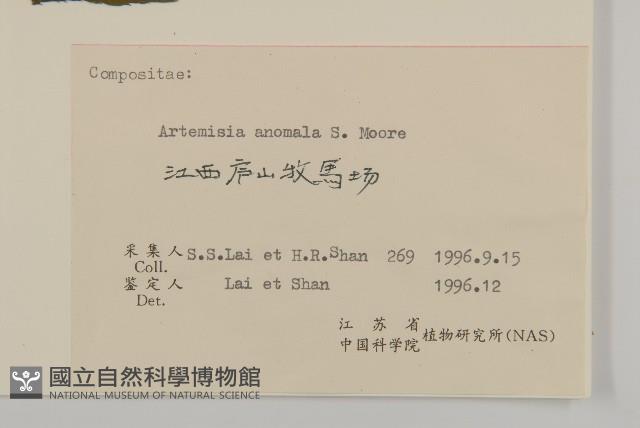 Compositae:
Artemisia anomala S. Moore
江西庐山牧馬场
采集人 S.S.Lai et H.R.Shan 269 1996.9.15
Coll.
鉴定人 Lai et Shan 1996.12
Det.
江苏省
中国科学院 植物研究所(NAS)
國立自然科學博物館
NATIONAL MUSEUM OF NATURAL SCIENCE